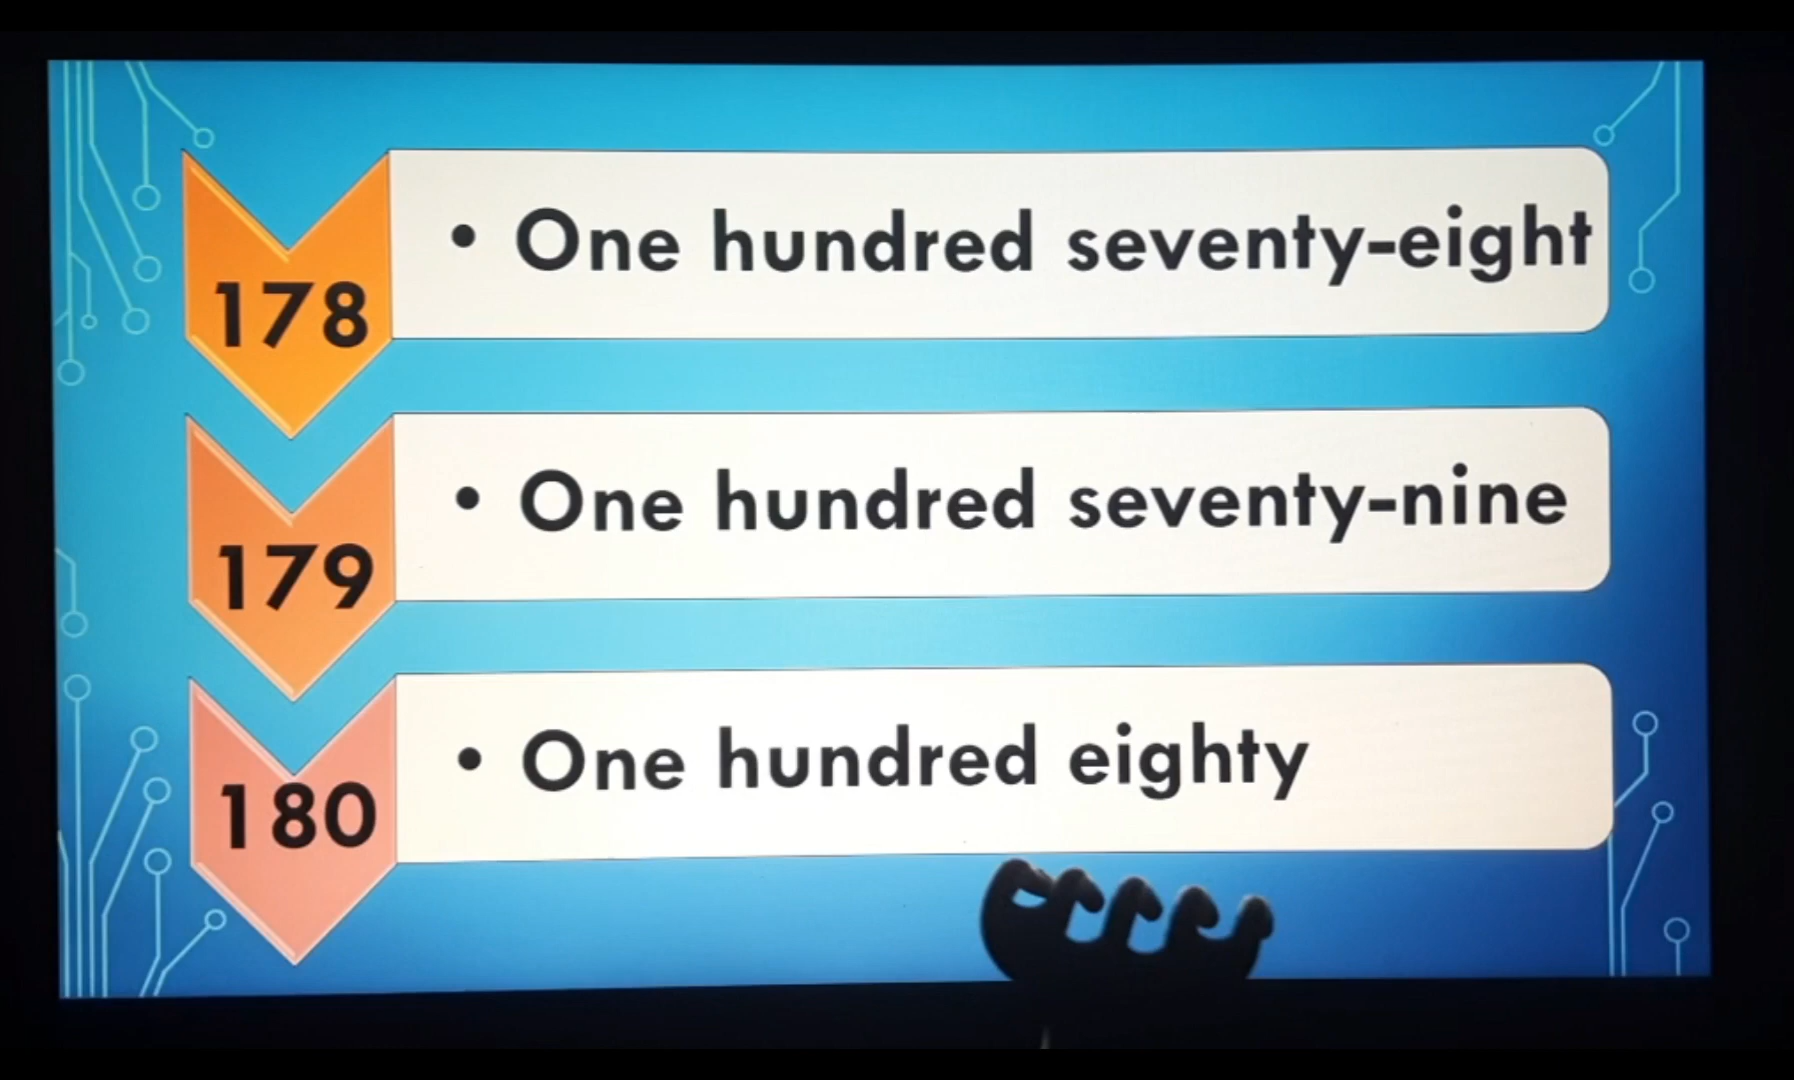 178
• One hundred seventy-eight
179
• One hundred seventy-nine
180
• One hundred eighty